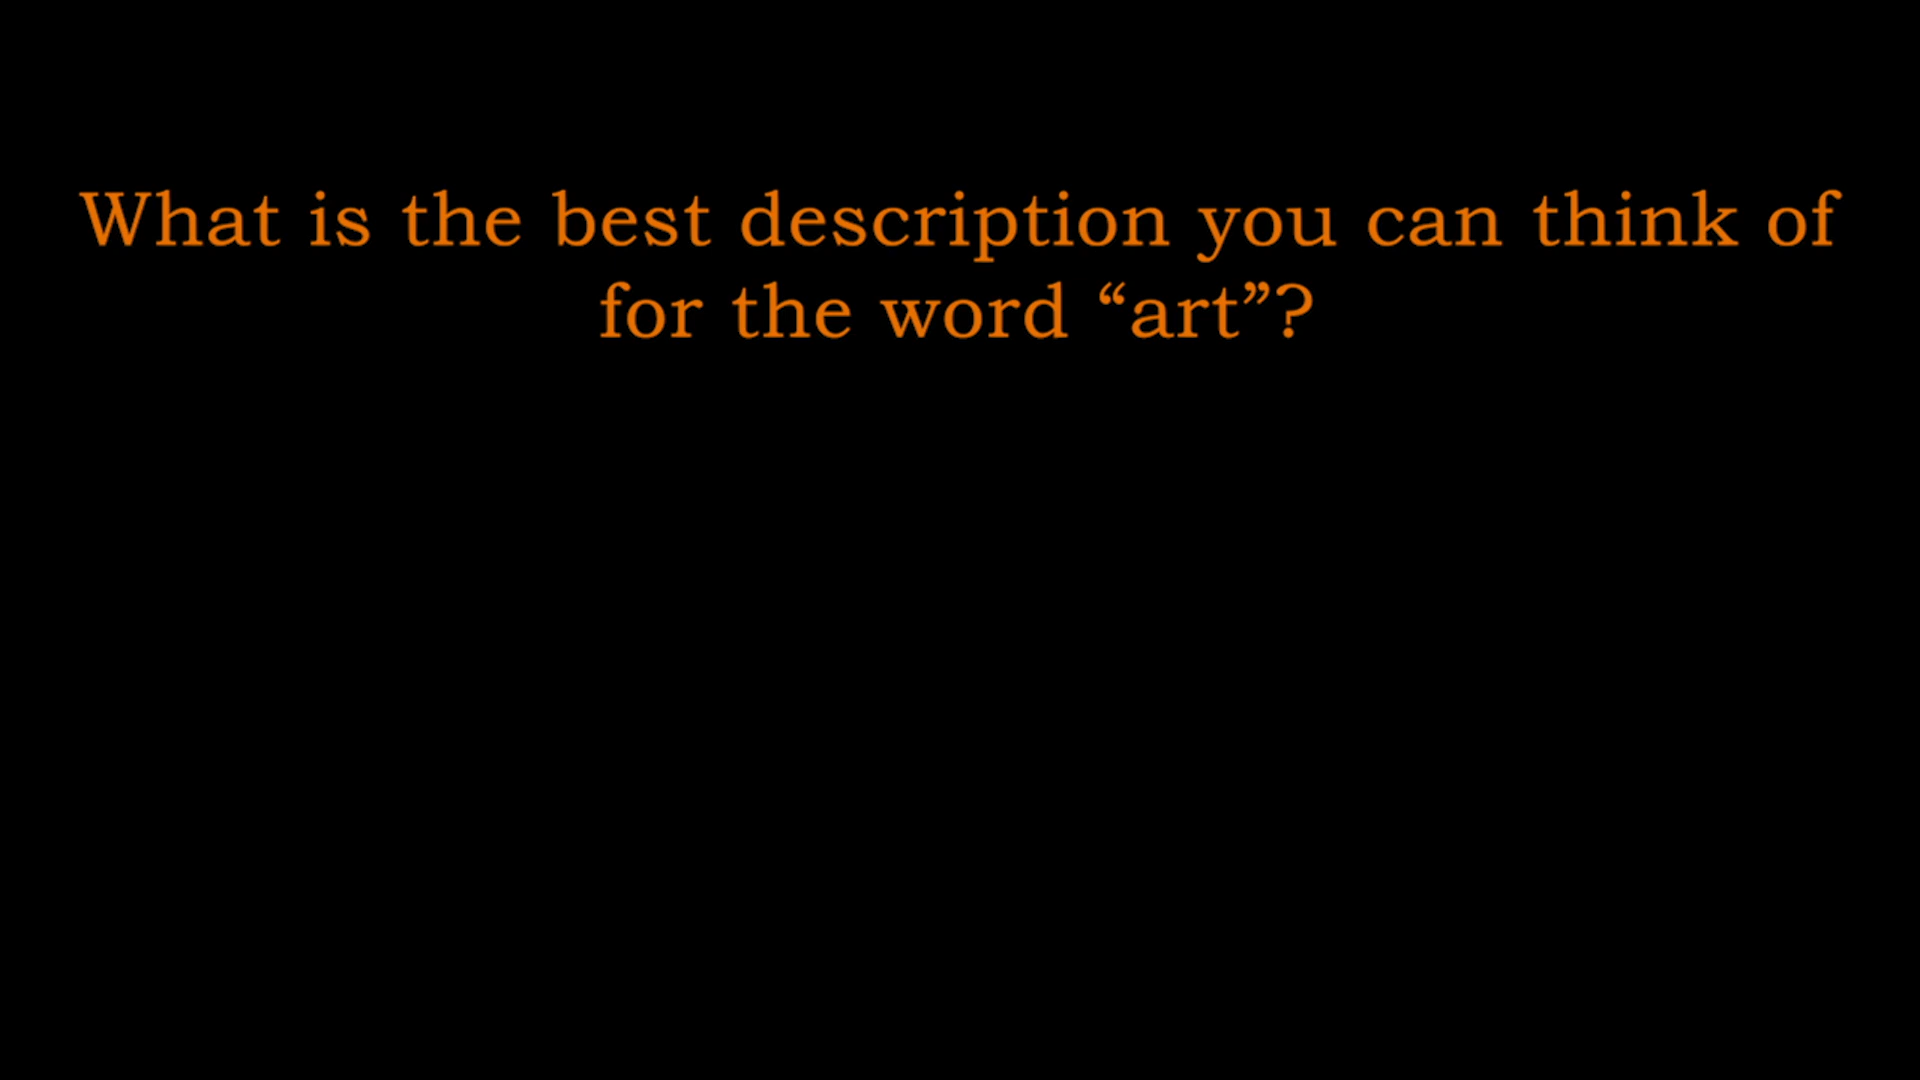 What is the best description you can think of
for the word “art”?